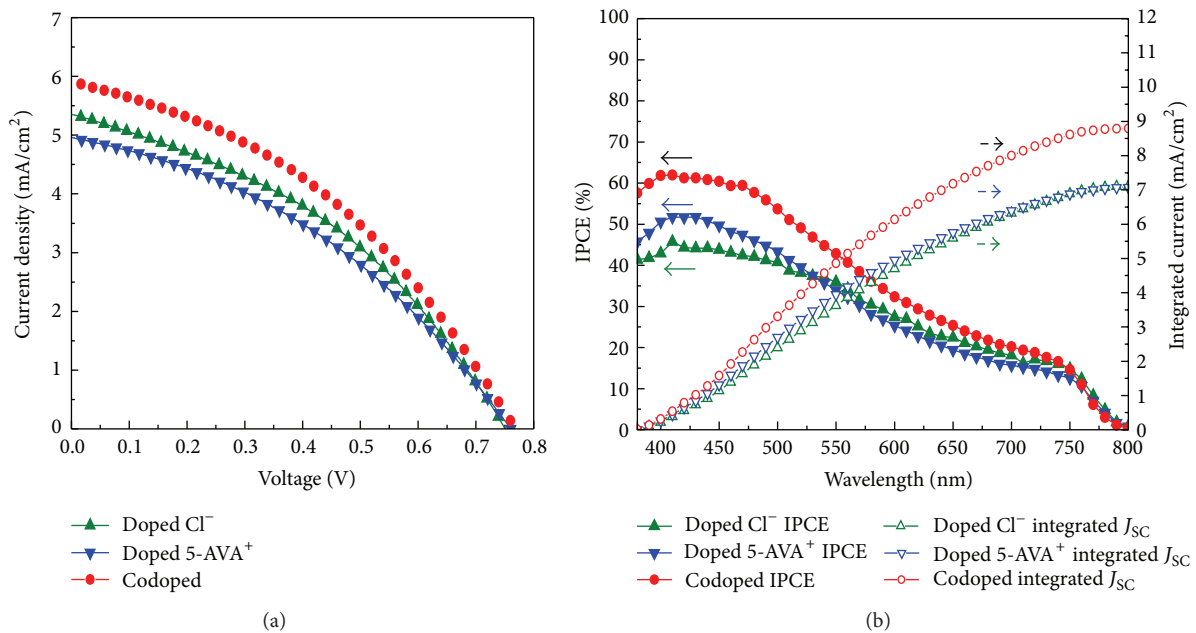 7
6
5
4
3
2
1
0
Current density (mA/cm²)
0.0 0.1 0.2 0.3 0.4 0.5 0.6 0.7 0.8
Voltage (V)
Doped Cl⁻
Doped 5-AVA⁺
Codoped
(a)
100
90
80
70
60
50
40
30
20
10
0
IPCE (%)
12
11
10
9
8
7
6
5
4
3
2
1
0
Integrated current (mA/cm²)
400 450 500 550 600 650 700 750 800
Wavelength (nm)
Doped Cl⁻ IPCE
Doped 5-AVA⁺ IPCE
Codoped IPCE
Doped Cl⁻ integrated J_SC
Doped 5-AVA⁺ integrated J_SC
Codoped integrated J_SC
(b)